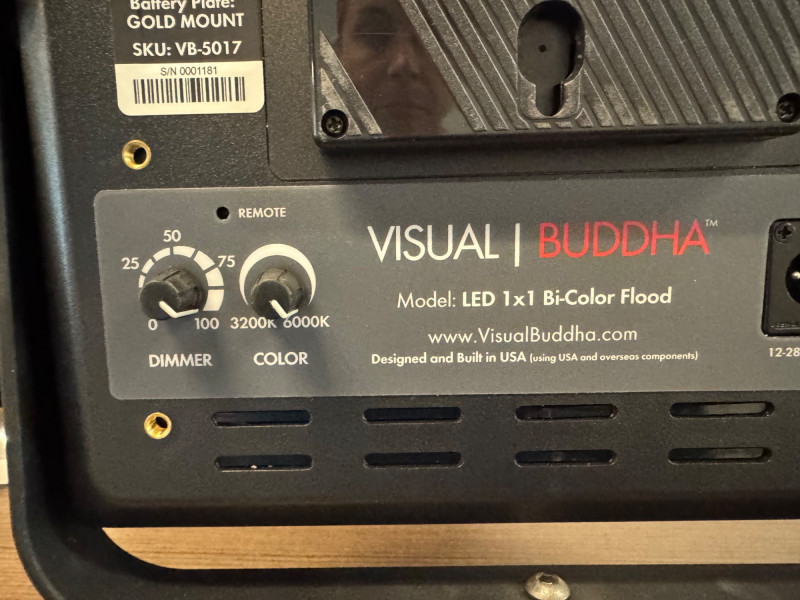 Battery Plate:
GOLD MOUNT
SKU: VB-5017
S/N 0001181
REMOTE
50
25
75
0
100
3200K
6000K
DIMMER
COLOR
VISUAL | BUDDHA™
Model: LED 1x1 Bi-Color Flood
www.VisualBuddha.com
Designed and Built in USA (using USA and overseas components)
12-28